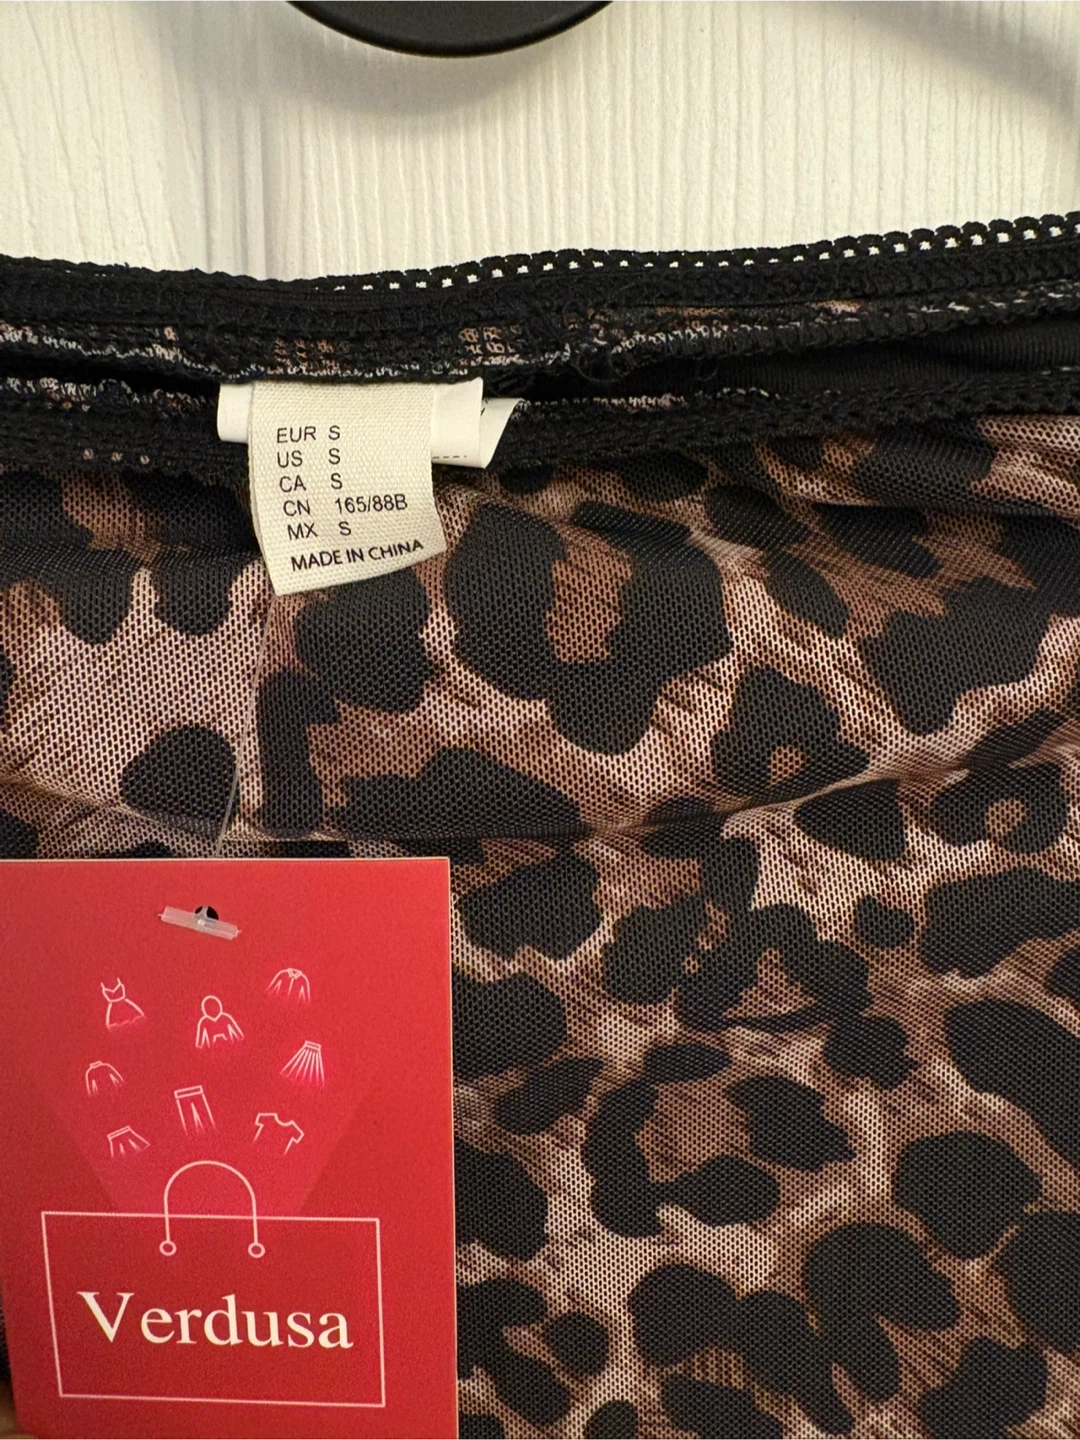 EUR S
US S
CA S
CN 165/88B
MX S
MADE IN CHINA
Verdusa